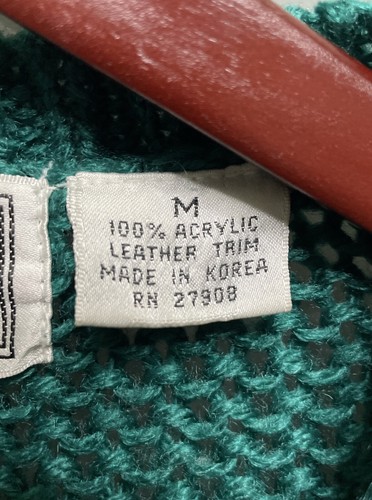 M
100% ACRYLIC
LEATHER TRIM
MADE IN KOREA
RN 27908